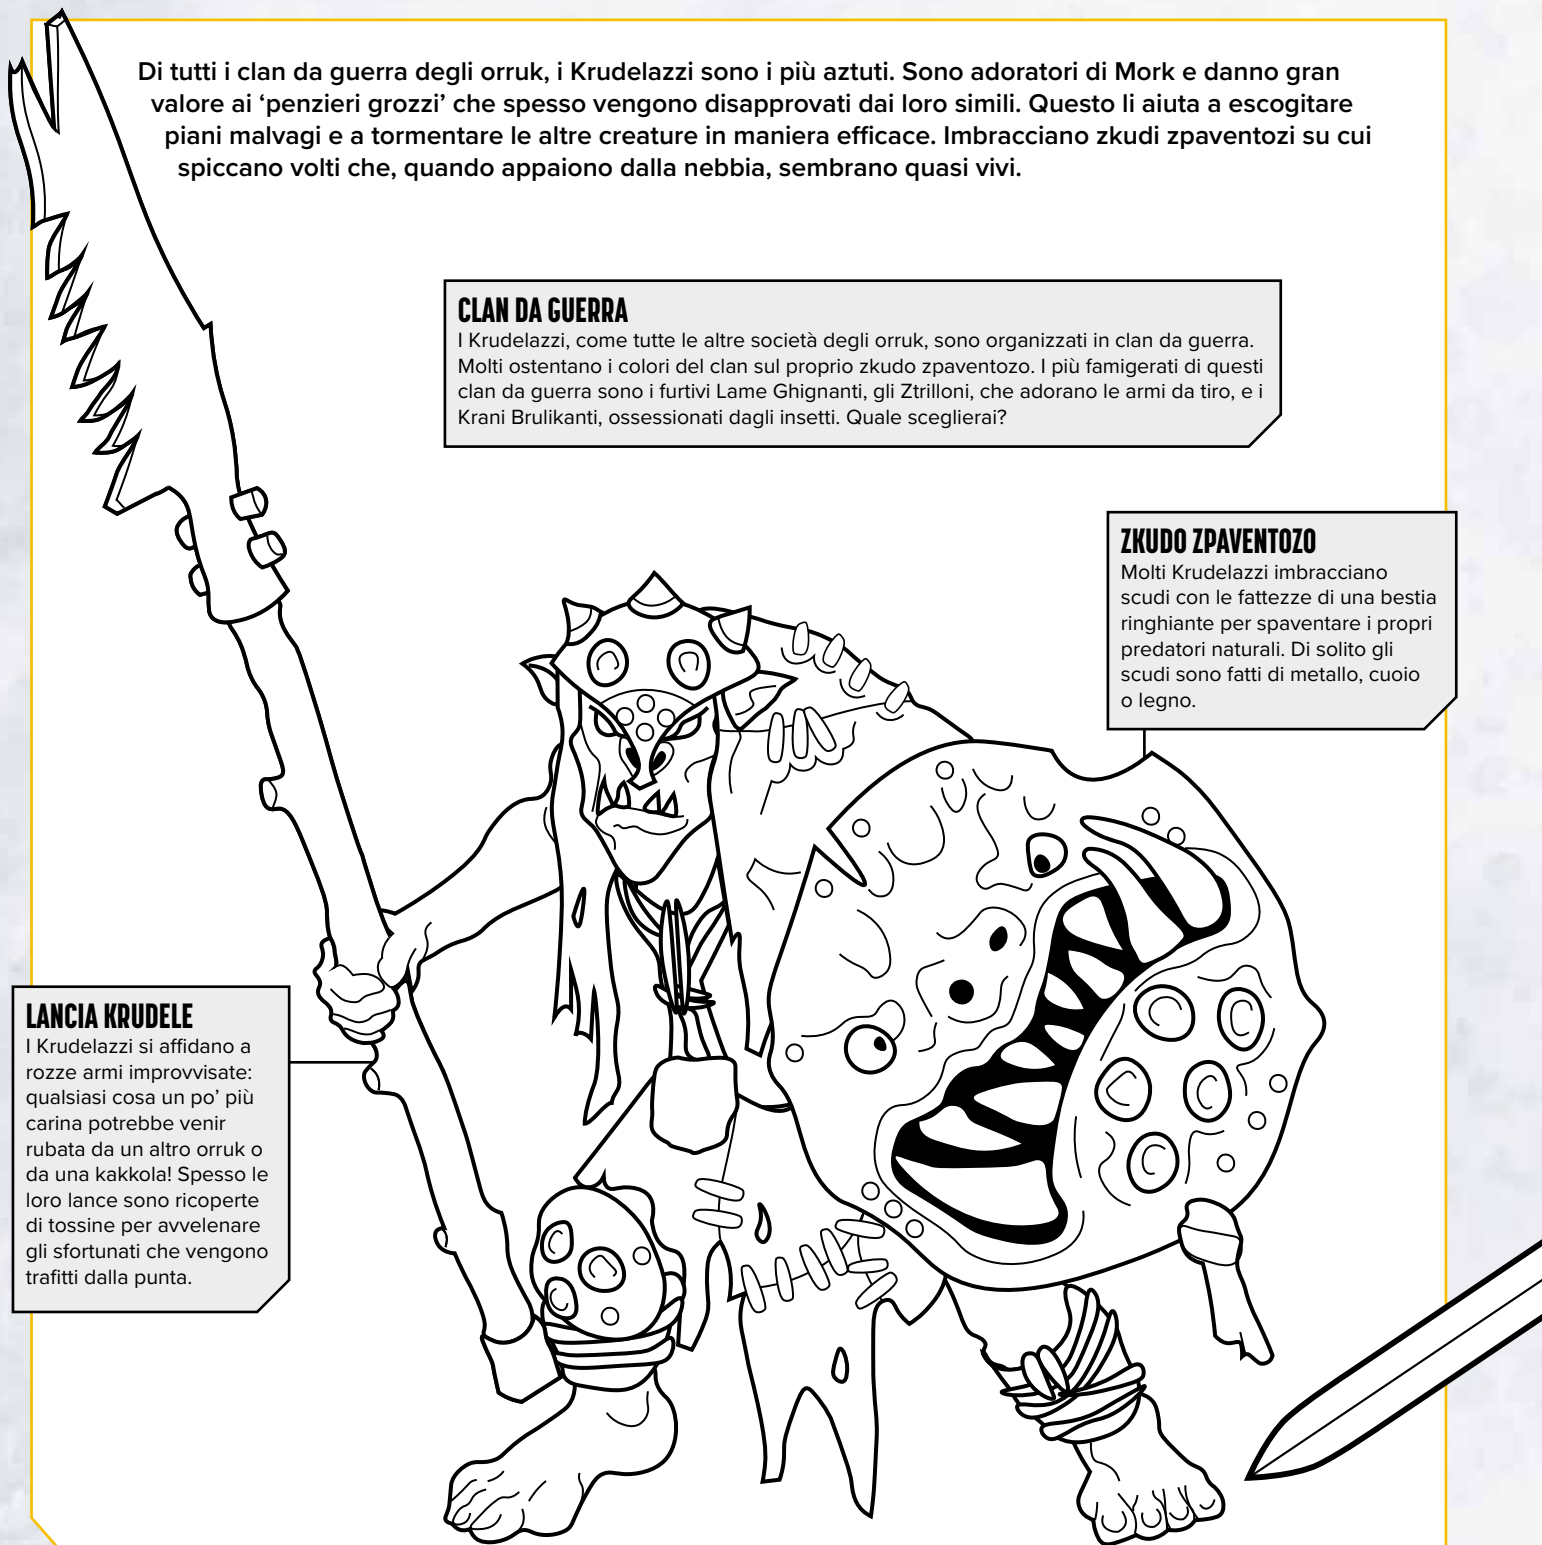 Di tutti i clan da guerra degli orruk, i Krudelazzi sono i più aztuti. Sono adoratori di Mork e danno gran
valore ai ‘penzieri grozzi’ che spesso vengono disapprovati dai loro simili. Questo li aiuta a escogitare
piani malvagi e a tormentare le altre creature in maniera efficace. Imbracciano zkudi zpaventozi su cui
spiccano volti che, quando appaiono dalla nebbia, sembrano quasi vivi.
CLAN DA GUERRA
I Krudelazzi, come tutte le altre società degli orruk, sono organizzati in clan da guerra.
Molti ostentano i colori del clan sul proprio zkudo zpaventozo. I più famigerati di questi
clan da guerra sono i furtivi Lame Ghignanti, gli Ztrilloni, che adorano le armi da tiro, e i
Krani Brulikanti, ossessionati dagli insetti. Quale sceglierai?
ZKUDO ZPAVENTOZO
Molti Krudelazzi imbracciano
scudi con le fattezze di una bestia
ringhiante per spaventare i propri
predatori naturali. Di solito gli
scudi sono fatti di metallo, cuoio
o legno.
LANCIA KRUDELE
I Krudelazzi si affidano a
rozze armi improvvisate:
qualsiasi cosa un po’ più
carina potrebbe venir
rubata da un altro orruk o
da una kakkola! Spesso le
loro lance sono ricoperte
di tossine per avvelenare
gli sfortunati che vengono
trafitti dalla punta.